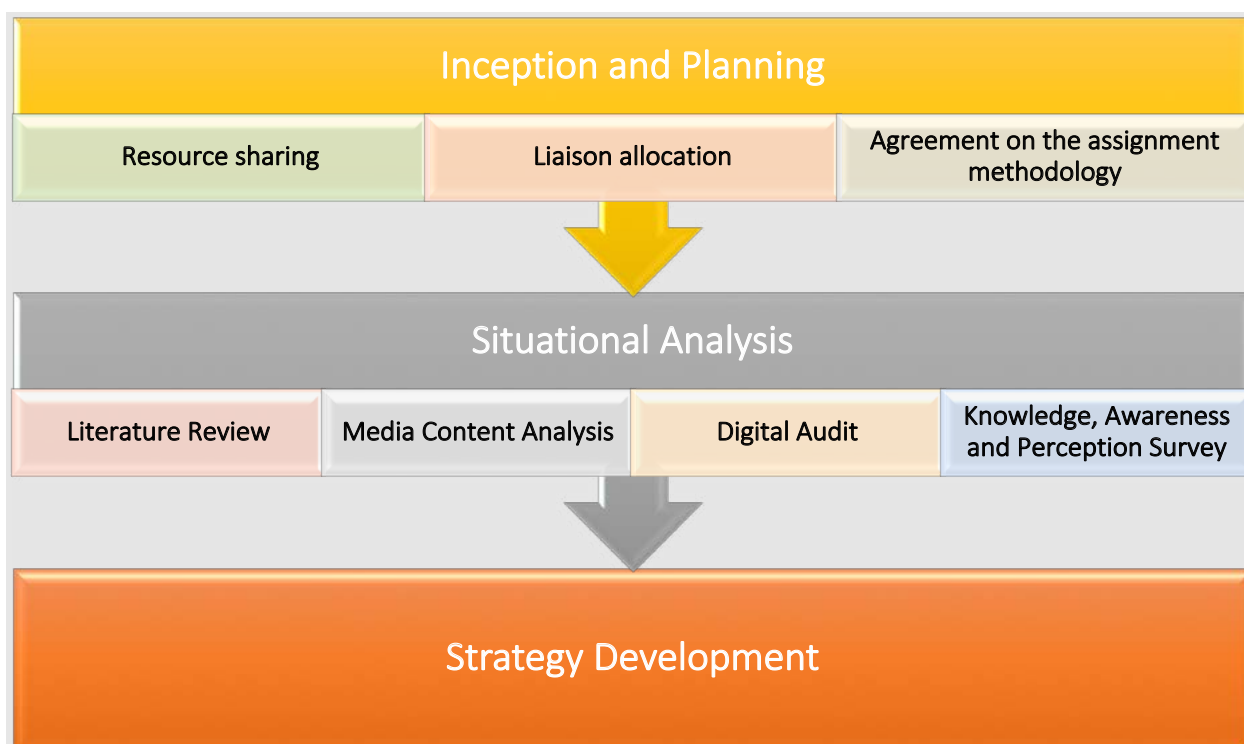 Inception and Planning
Resource sharing
Liaison allocation
Agreement on the assignment
methodology
Situational Analysis
Literature Review
Media Content Analysis
Digital Audit
Knowledge, Awareness
and Perception Survey
Strategy Development